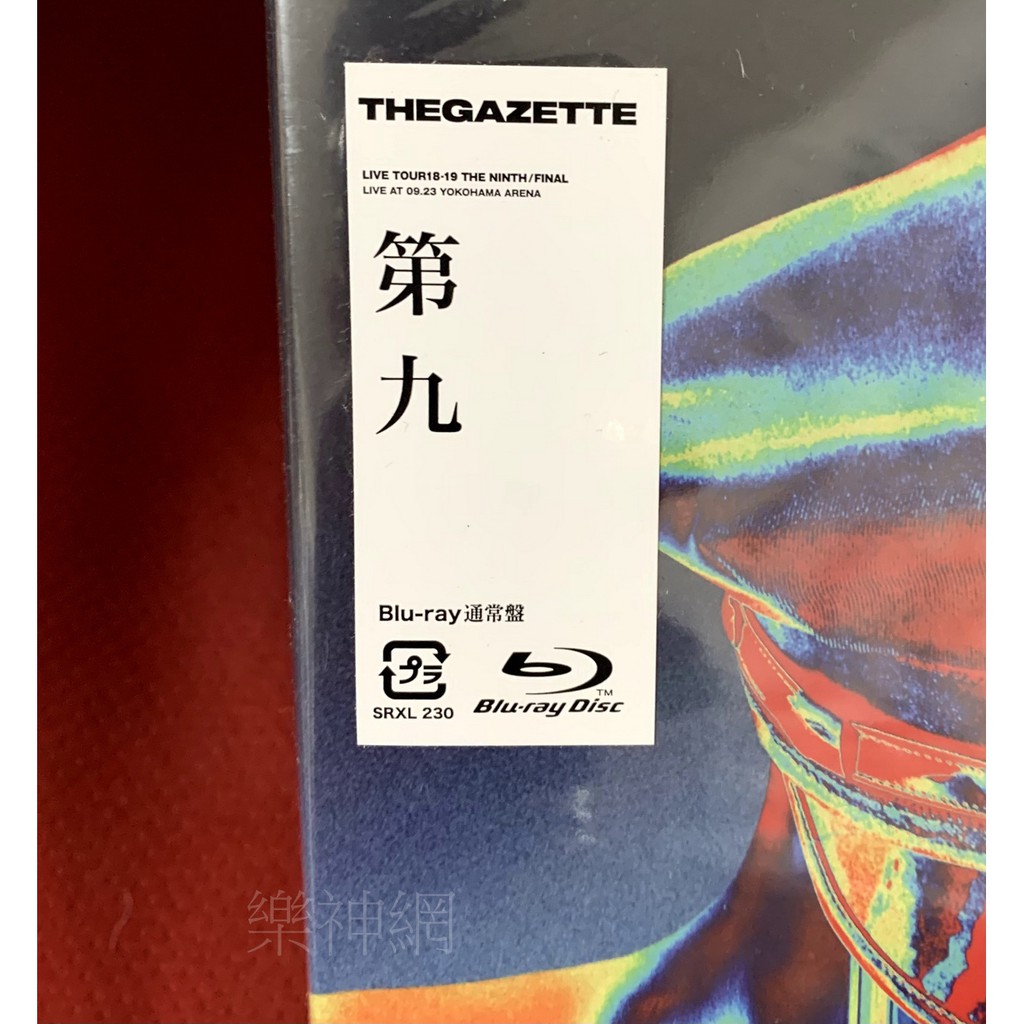 THEGAZETTE
LIVE TOUR18-19 THE NINTH/FINAL
LIVE AT 09.23 YOKOHAMA ARENA
第
九
Blu-ray通常盤
プラ
SRXL 230
Blu-ray Disc
TM
樂神網